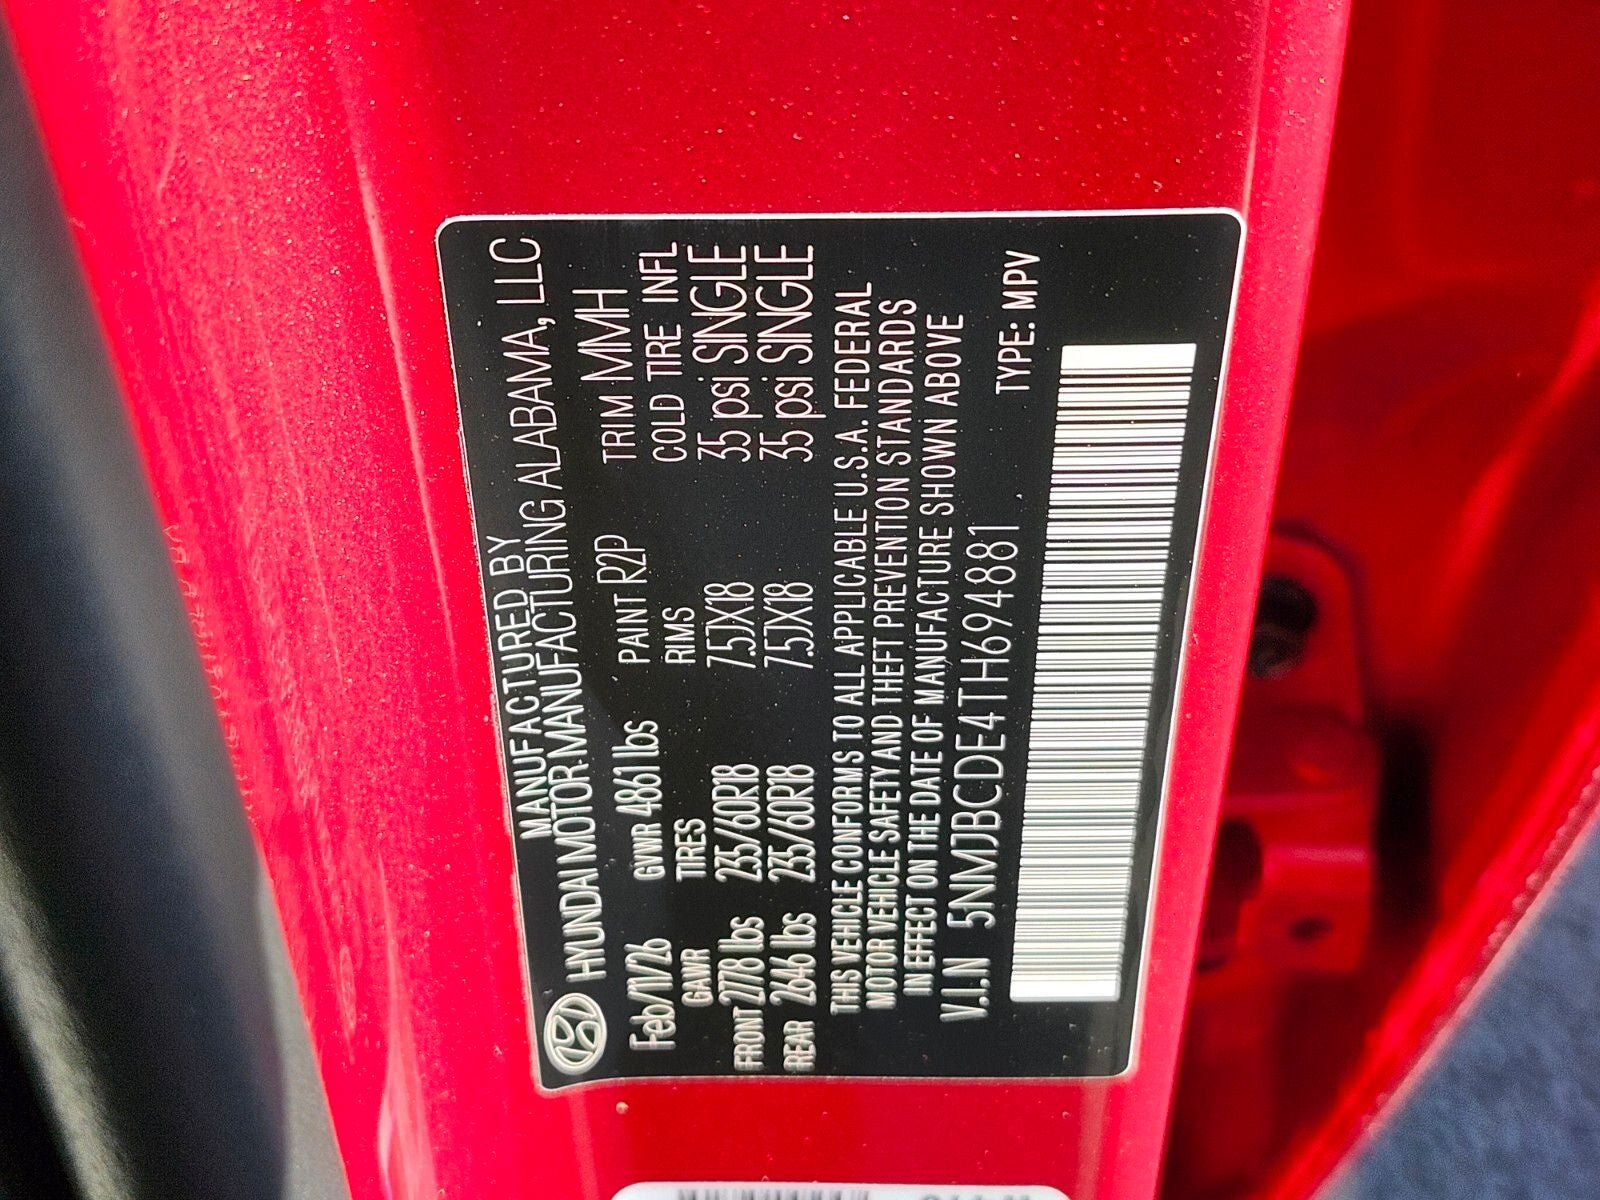 MANUFACTURED BY
HYUNDAI MOTOR MANUFACTURING ALABAMA, LLC
Feb/11/26 GVWR 4861 lbs PAINT R2P TRIM MMH
GAWR TIRES RIMS COLD TIRE INFL
FRONT 2778 lbs 235/60R18 7.5JX18 35 psi SINGLE
REAR 2646 lbs 235/60R18 7.5JX18 35 psi SINGLE
THIS VEHICLE CONFORMS TO ALL APPLICABLE U.S.A. FEDERAL
MOTOR VEHICLE SAFETY AND THEFT PREVENTION STANDARDS
IN EFFECT ON THE DATE OF MANUFACTURE SHOWN ABOVE
V.I.N 5NMJBCDE4TH694881 TYPE: MPV